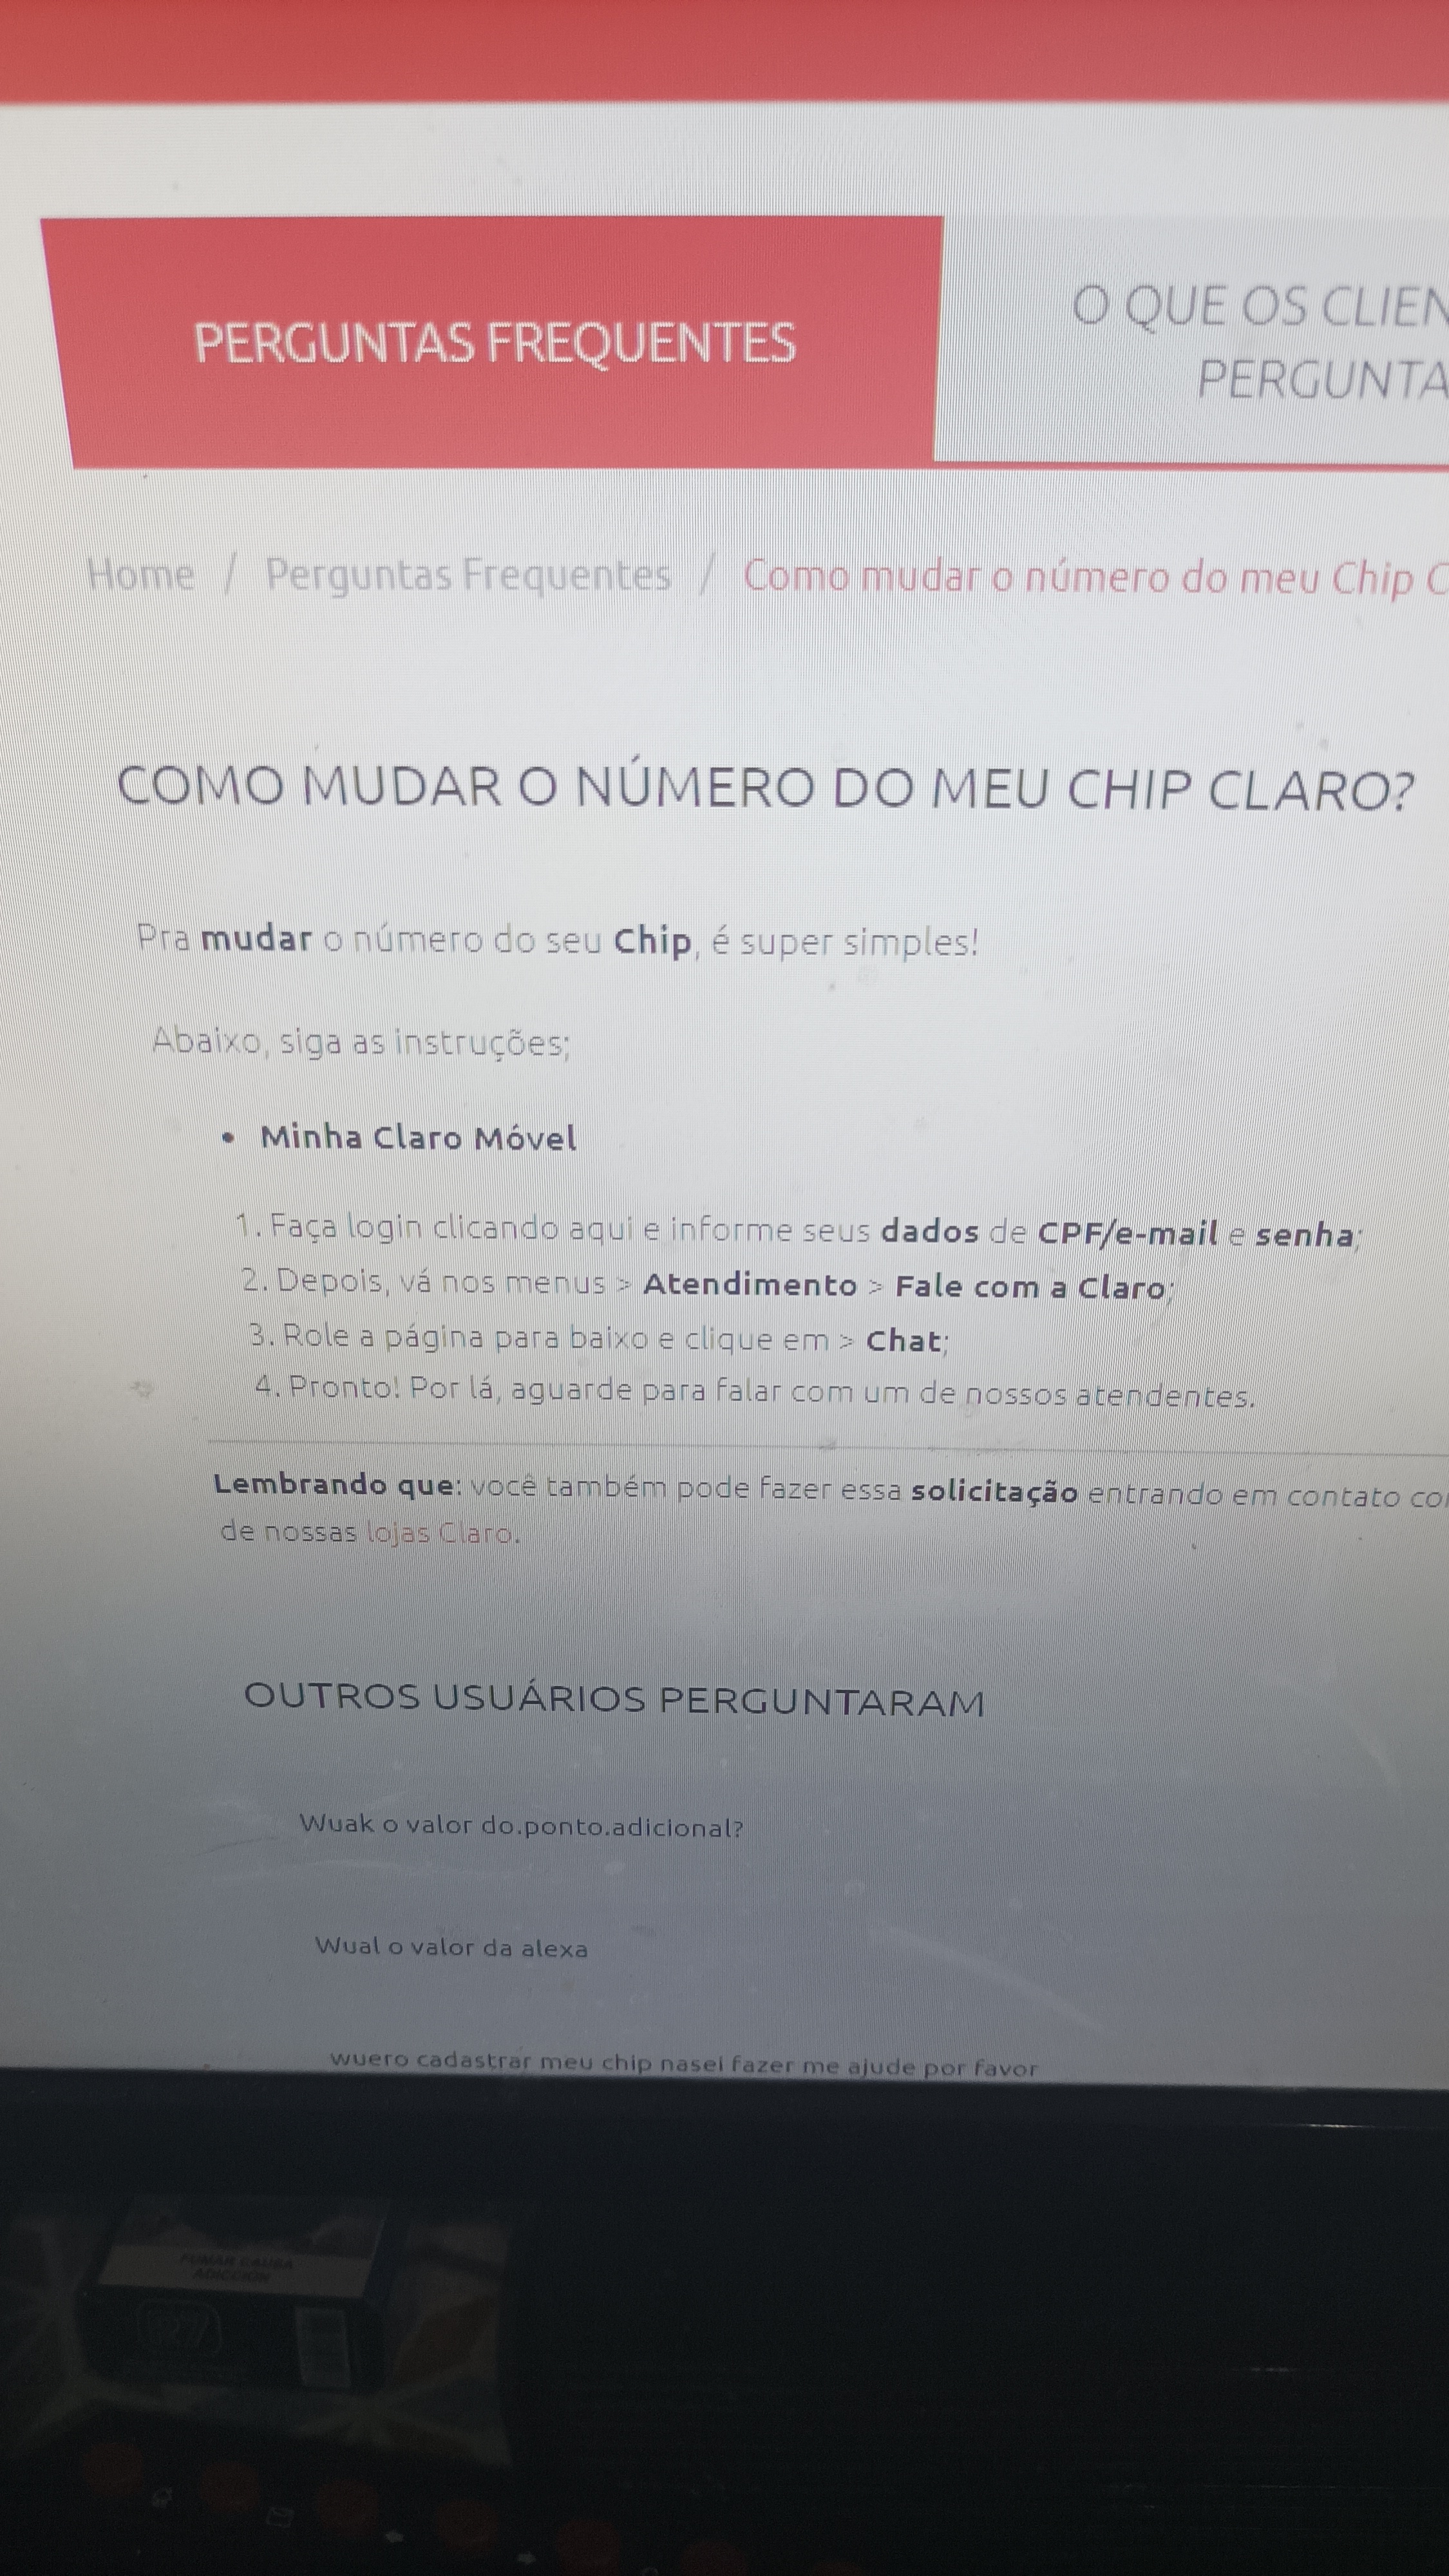 PERGUNTAS FREQUENTES
O QUE OS CLIEN
PERGUNTA
Home / Perguntas Frequentes / Como mudar o número do meu Chip C
COMO MUDAR O NÚMERO DO MEU CHIP CLARO?
Pra mudar o número do seu Chip, é super simples!
Abaixo, siga as instruções;
• Minha Claro Móvel
1. Faça login clicando aqui e informe seus dados de CPF/e-mail e senha;
2. Depois, vá nos menus > Atendimento > Fale com a Claro;
3. Role a página para baixo e clique em > Chat;
4. Pronto! Por lá, aguarde para falar com um de nossos atendentes.
Lembrando que: você também pode fazer essa solicitação entrando em contato co
de nossas lojas Claro.
OUTROS USUÁRIOS PERGUNTARAM
Wuak o valor do.ponto.adicional?
Wual o valor da alexa
wuero cadastrar meu chip nasei fazer me ajude por favor
FUMAR CAUSA
ADICCIÓN